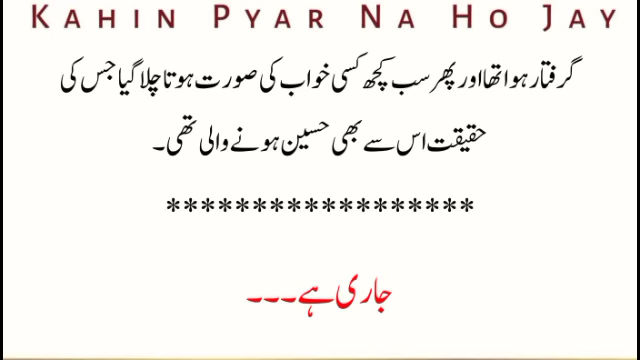 KAHIN PYAR NA HO JAY
گرفتار ہوا تھا اور پھر سب کچھ کسی خواب کی صورت ہوتا چلا گیا جس کی
حقیقت اس سے بھی حسین ہونے والی تھی۔
******************
جاری ہے۔۔۔